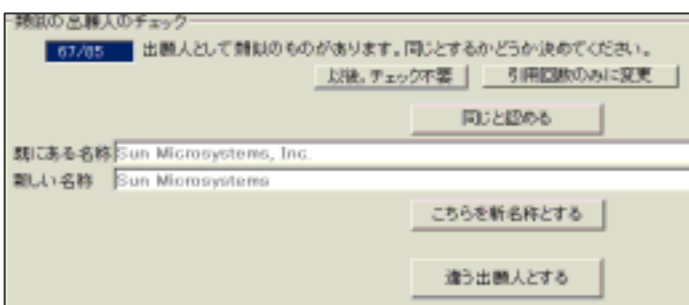 類似の出願人のチェック
67/85 出願人として類似のものがあります。同じとするかどうか決めてください。
以後、チェック不要 引用回数のみに変更
同じと認める
既にある名称 Sun Microsystems, Inc.
新しい名称 Sun Microsystems
こちらを新名称とする
違う出願人とする